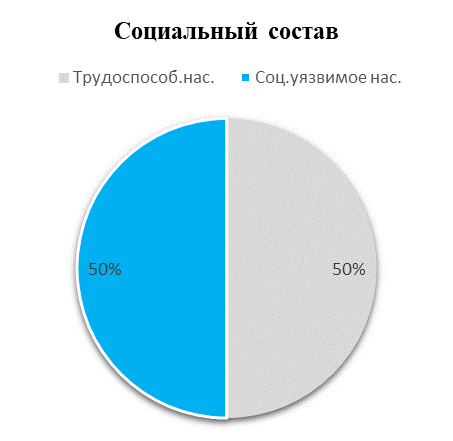 Социальный состав
Трудоспособ.нас. Соц.уязвимое нас.
50% 50%